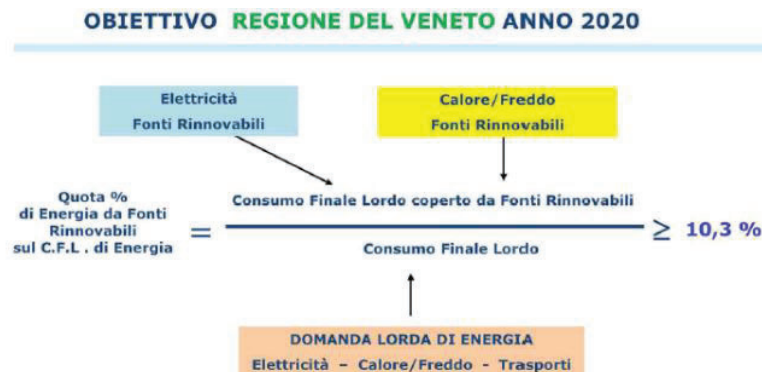 OBIETTIVO REGIONE DEL VENETO ANNO 2020
Elettricità
Fonti Rinnovabili
Calore/Freddo
Fonti Rinnovabili
Quota %
di Energia da Fonti
Rinnovabili
sul C.F.L . di Energia
=
Consumo Finale Lordo coperto da Fonti Rinnovabili
Consumo Finale Lordo
≥ 10,3 %
DOMANDA LORDA DI ENERGIA
Elettricità – Calore/Freddo - Trasporti